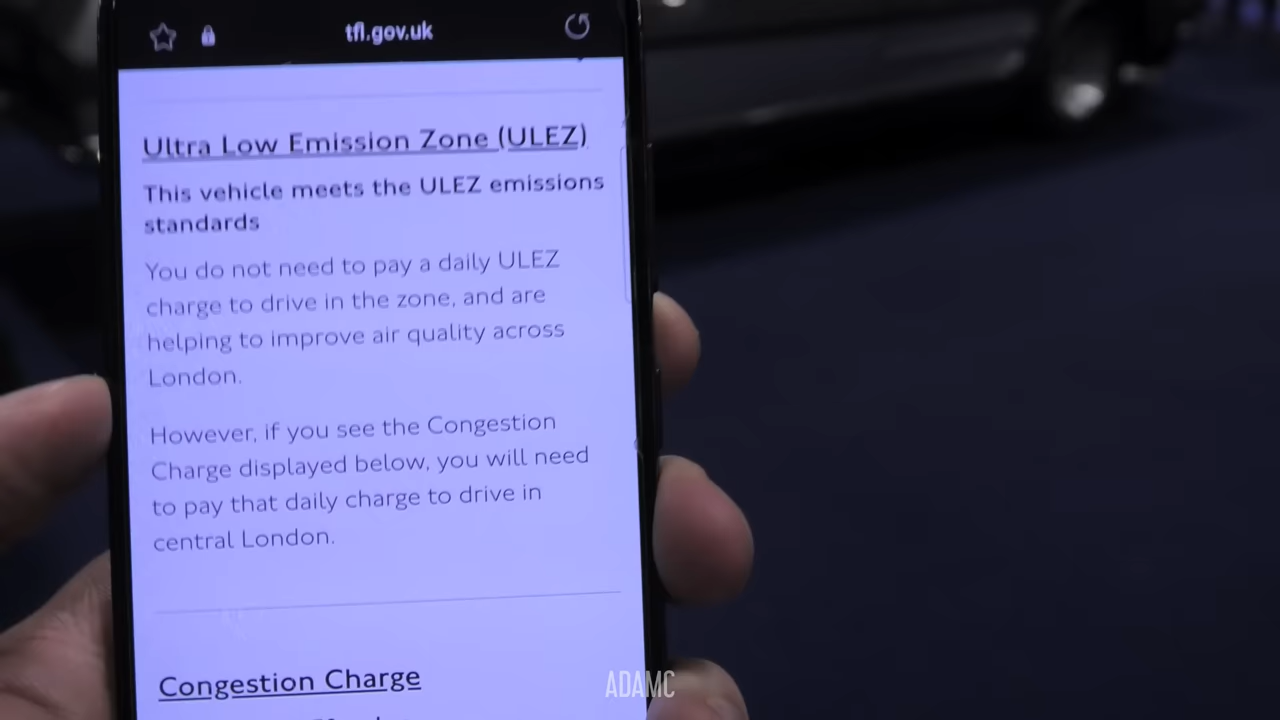 tfl.gov.uk
Ultra Low Emission Zone (ULEZ)
This vehicle meets the ULEZ emissions
standards
You do not need to pay a daily ULEZ
charge to drive in the zone, and are
helping to improve air quality across
London.
However, if you see the Congestion
Charge displayed below, you will need
to pay that daily charge to drive in
central London.
Congestion Charge
ADAMC